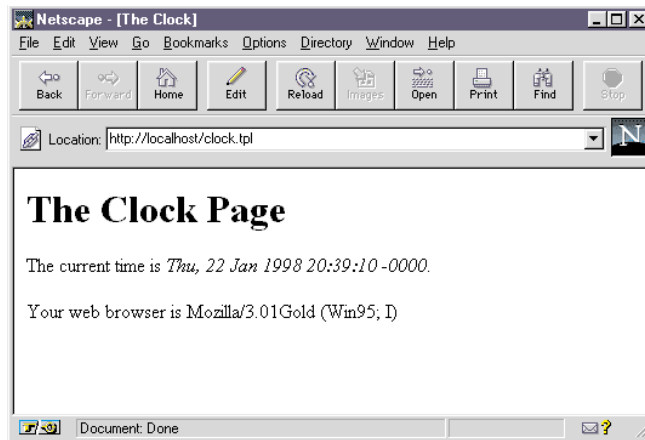 Netscape - [The Clock]
File Edit View Go Bookmarks Options Directory Window Help
Back Forward Home Edit Reload Images Open Print Find Stop
Location: http://localhost/clock.tpl
N
The Clock Page
The current time is Thu, 22 Jan 1998 20:39:10 -0000.
Your web browser is Mozilla/3.01Gold (Win95; I)
Document: Done